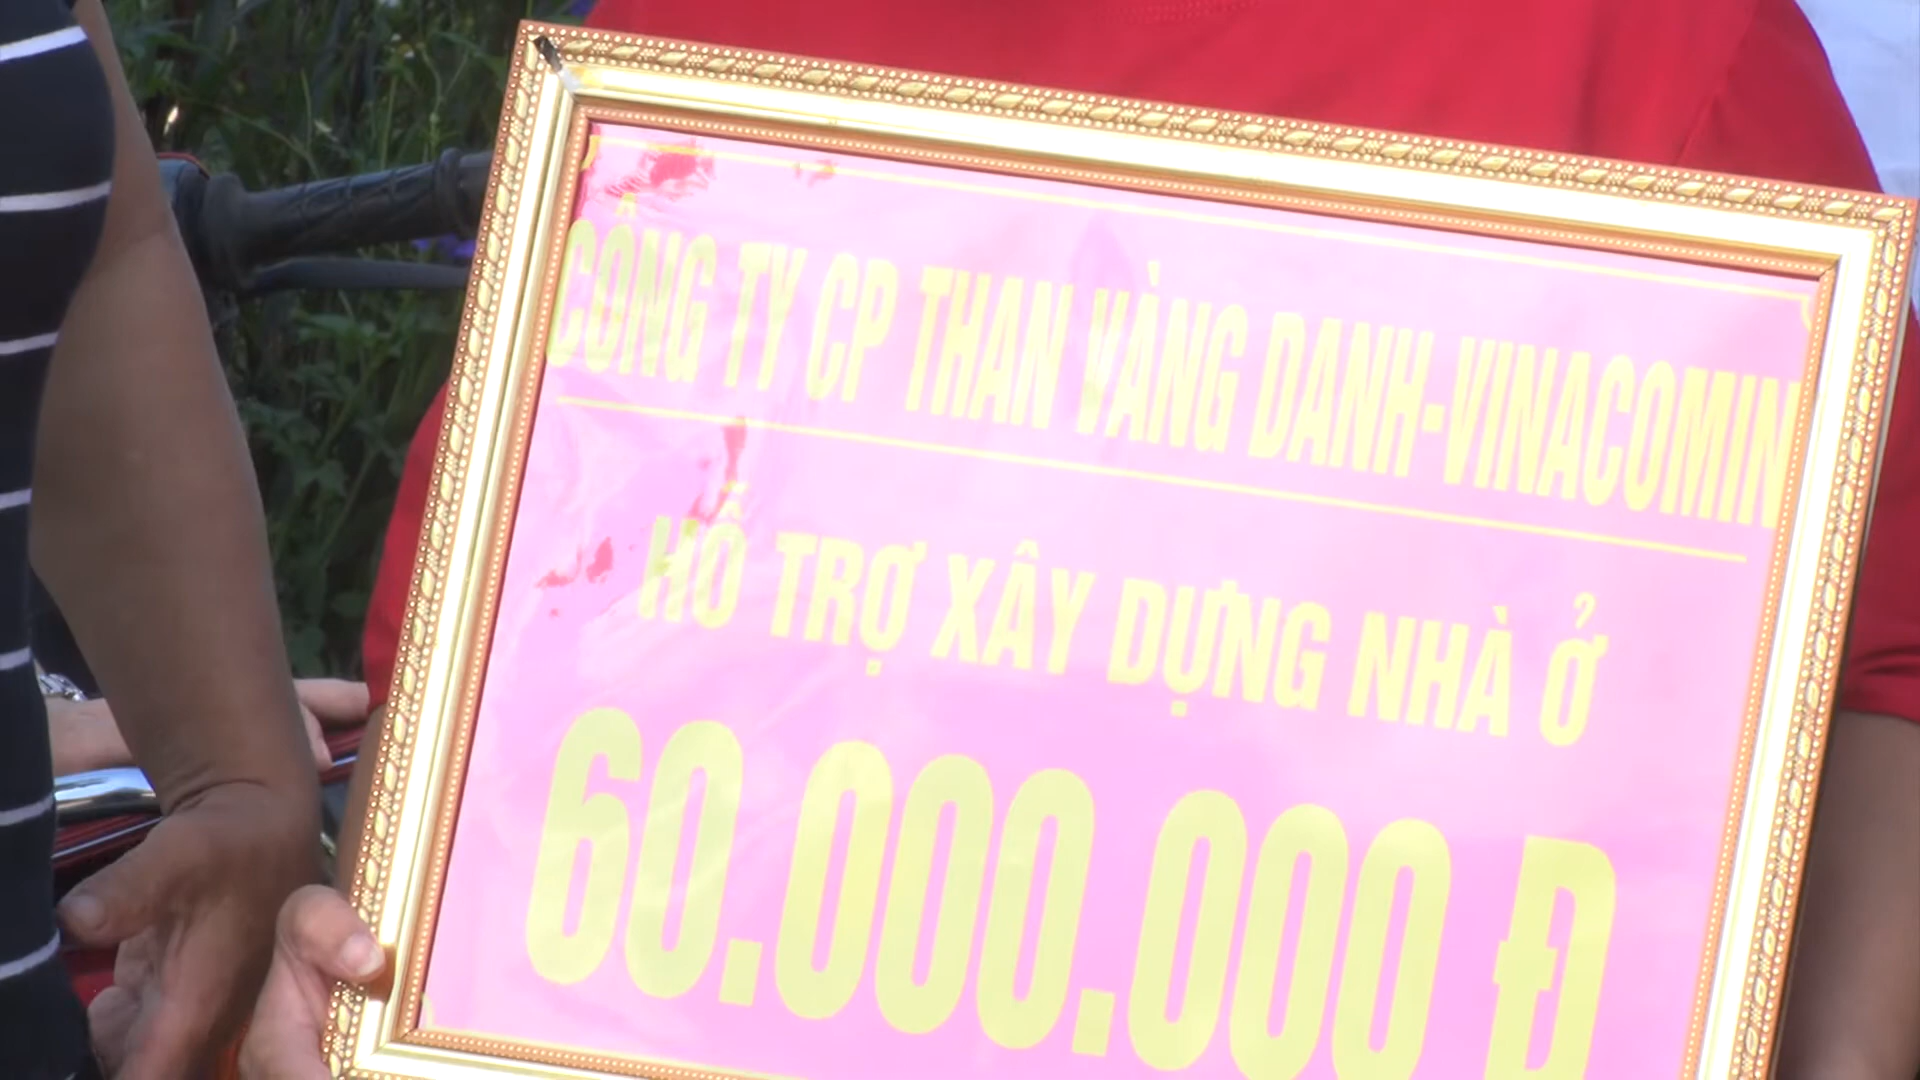 CÔNG TY CP THAN VÀNG DANH-VINACOMIN
HỖ TRỢ XÂY DỰNG NHÀ Ở
60.000.000 Đ